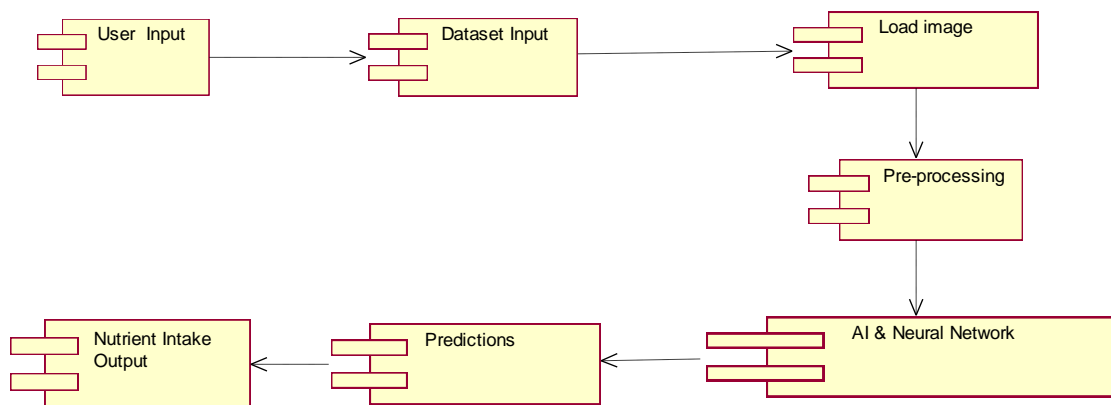 User  Input
Dataset Input
Load image
Pre-processing
AI & Neural Network
Predictions
Nutrient Intake
Output